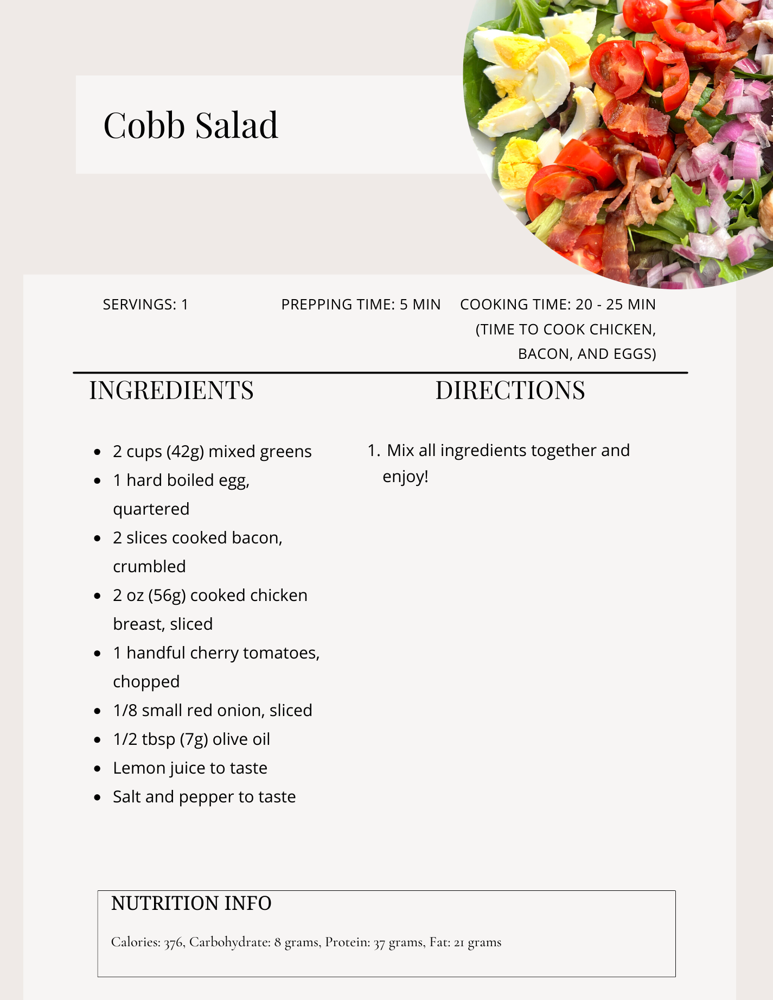 Cobb Salad
SERVINGS: 1
PREPPING TIME: 5 MIN
COOKING TIME: 20 - 25 MIN
(TIME TO COOK CHICKEN,
BACON, AND EGGS)
INGREDIENTS
• 2 cups (42g) mixed greens
• 1 hard boiled egg,
quartered
• 2 slices cooked bacon,
crumbled
• 2 oz (56g) cooked chicken
breast, sliced
• 1 handful cherry tomatoes,
chopped
• 1/8 small red onion, sliced
• 1/2 tbsp (7g) olive oil
• Lemon juice to taste
• Salt and pepper to taste
DIRECTIONS
1. Mix all ingredients together and
enjoy!
NUTRITION INFO
Calories: 376, Carbohydrate: 8 grams, Protein: 37 grams, Fat: 21 grams